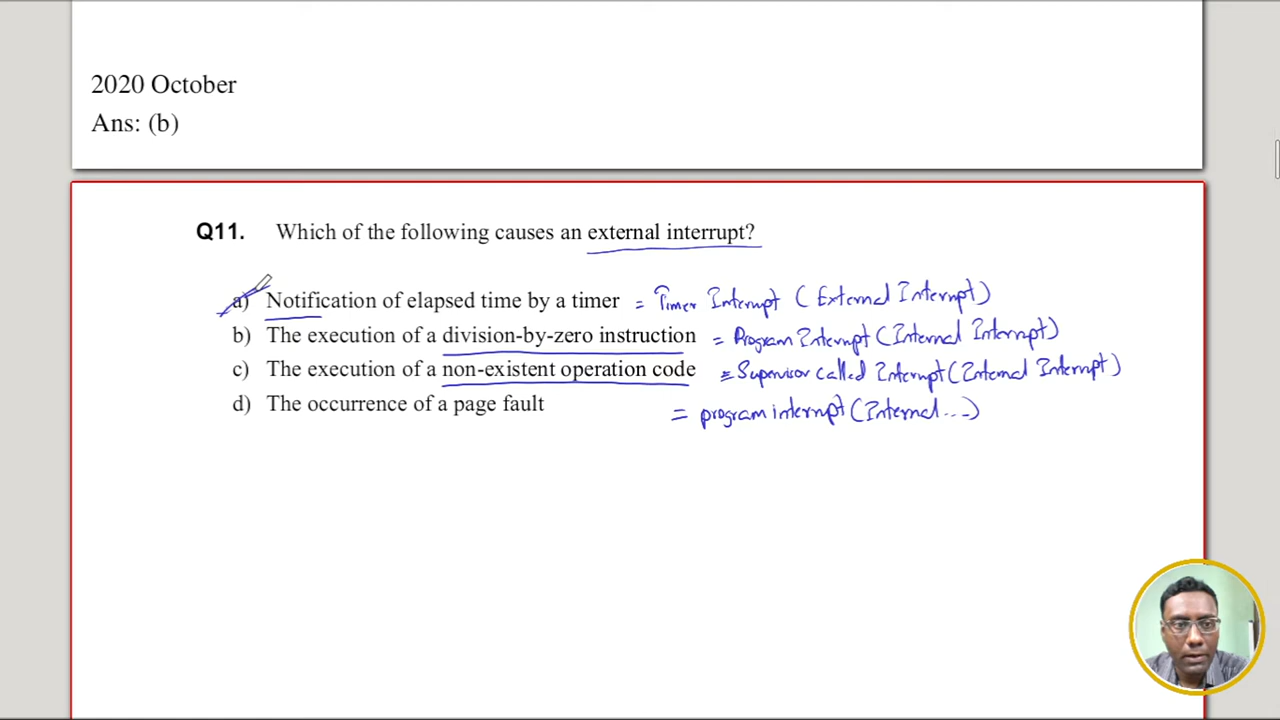 2020 October
Ans: (b)
Q11. Which of the following causes an external interrupt?
a) Notification of elapsed time by a timer = Timer Interrupt (External Interrupt)
b) The execution of a division-by-zero instruction = Program Interrupt (Internal Interrupt)
c) The execution of a non-existent operation code = Supervisor called Interrupt (Internal Interrupt)
d) The occurrence of a page fault = program interrupt (Internal...)